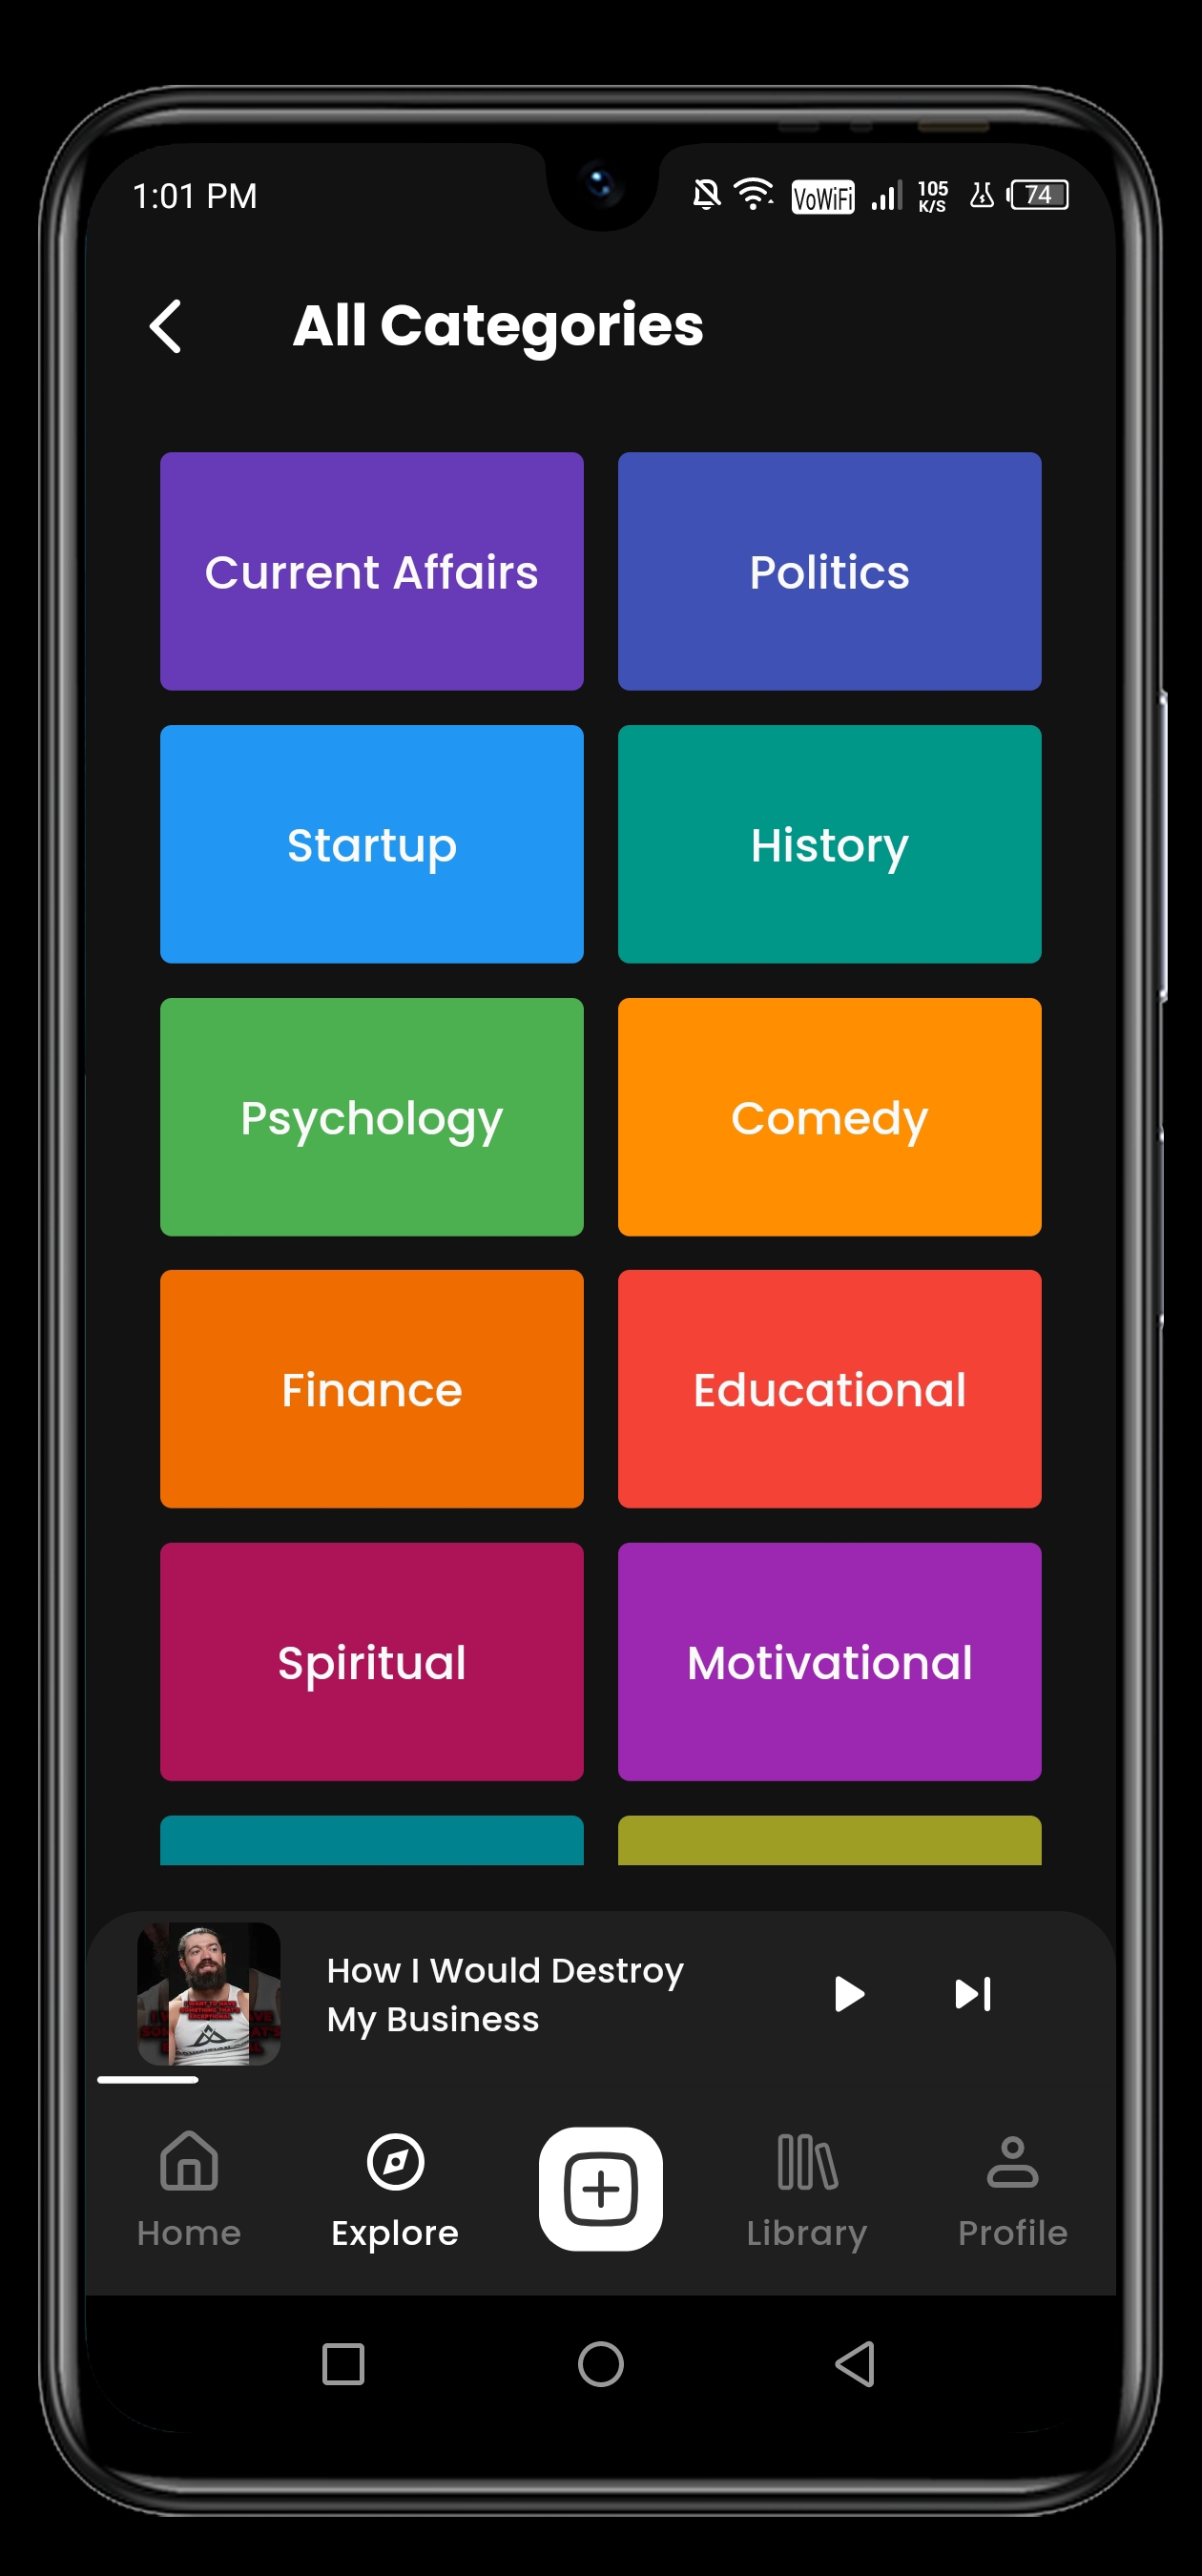 1:01 PM
VoWiFi
105
K/S
74
All Categories
Current Affairs
Politics
Startup
History
Psychology
Comedy
Finance
Educational
Spiritual
Motivational
How I Would Destroy
My Business
Home
Explore
Library
Profile